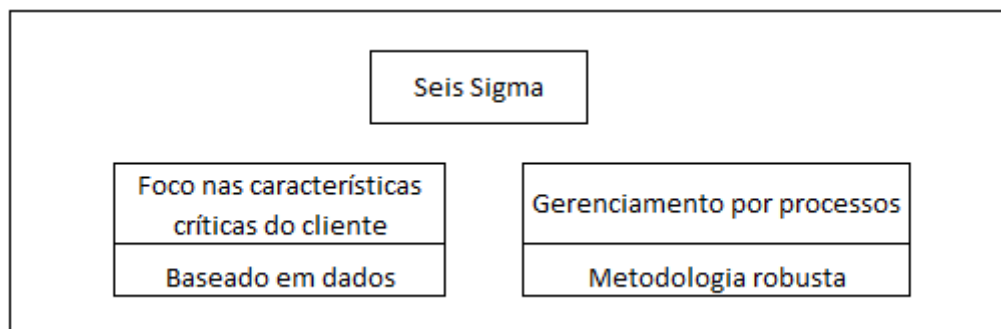 Seis Sigma
Foco nas características
críticas do cliente
Baseado em dados
Gerenciamento por processos
Metodologia robusta